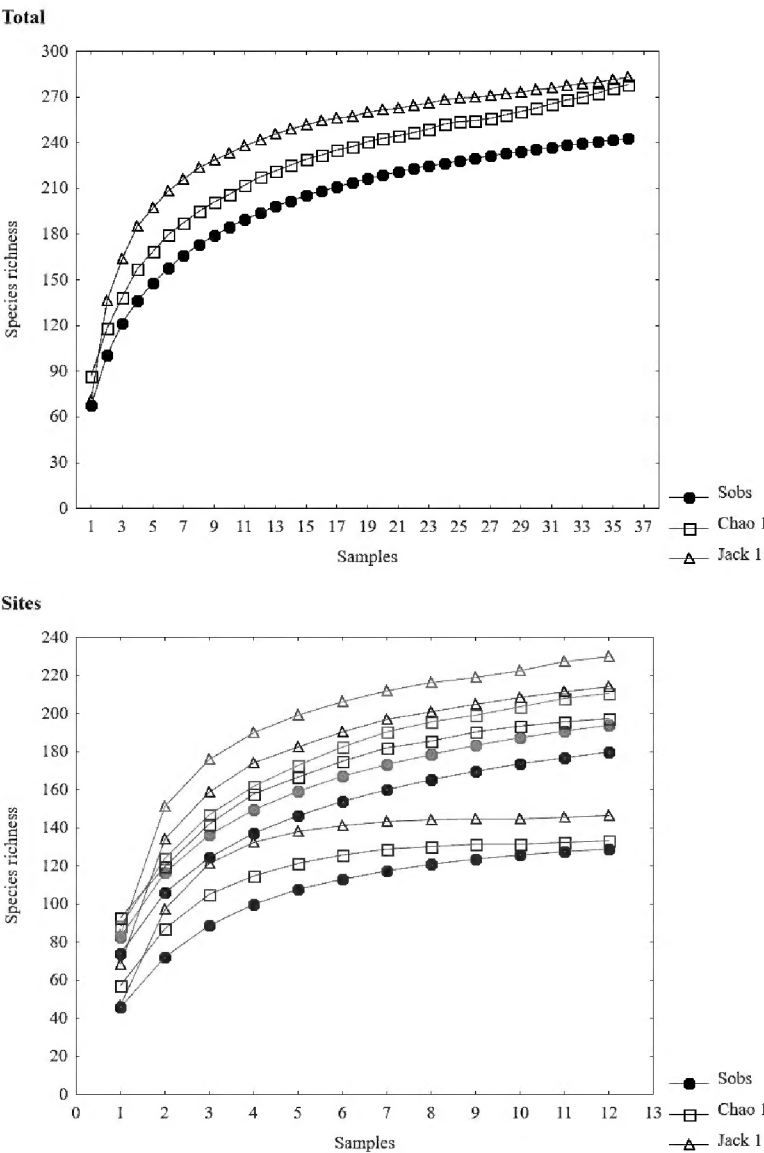 Total
300
270
240
210
180
150
120
90
60
30
0
Species richness
1 3 5 7 9 11 13 15 17 19 21 23 25 27 29 31 33 35 37
Samples
Sobs
Chao 1
Jack 1
Sites
240
220
200
180
160
140
120
100
80
60
40
20
0
Species richness
0 1 2 3 4 5 6 7 8 9 10 11 12 13
Samples
Sobs
Chao 1
Jack 1